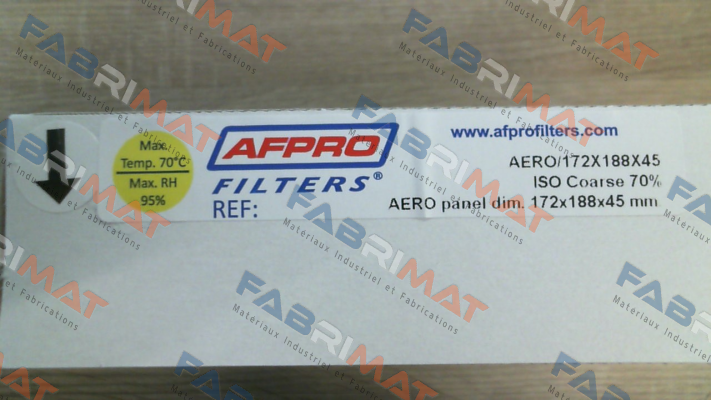 Max.
Temp. 70°C
Max. RH
95%
AFPRO
FILTERS®
REF:
www.afprofilters.com
AERO/172X188X45
ISO Coarse 70%
AERO panel dim. 172x188x45 mm
FABRIMAT
Matériaux Industriel et Fabrications